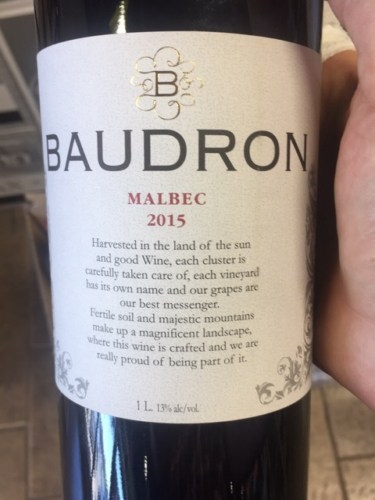 B
BAUDRON
MALBEC
2015
Harvested in the land of the sun
and good Wine, each cluster is
carefully taken care of, each vineyard
has its own name and our grapes are
our best messenger.
Fertile soil and majestic mountains
make up a magnificent landscape,
where this wine is crafted and we are
really proud of being part of it.
1 L. 13% alc/vol.